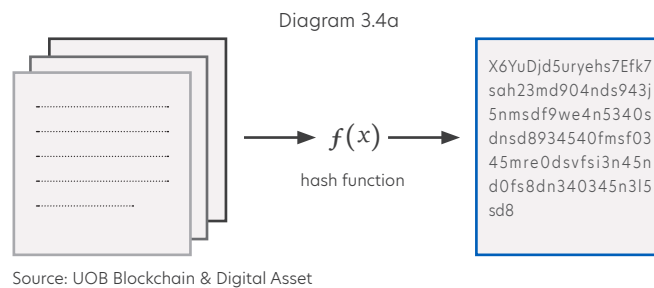 Diagram 3.4a
f(x)
hash function
X6YuDjd5uryehs7Efk7
sah23md904nds943j
5nmsdf9we4n5340s
dnsd8934540fmsf03
45mre0dsvfsi3n45n
d0fs8dn340345n3l5
sd8
Source: UOB Blockchain & Digital Asset